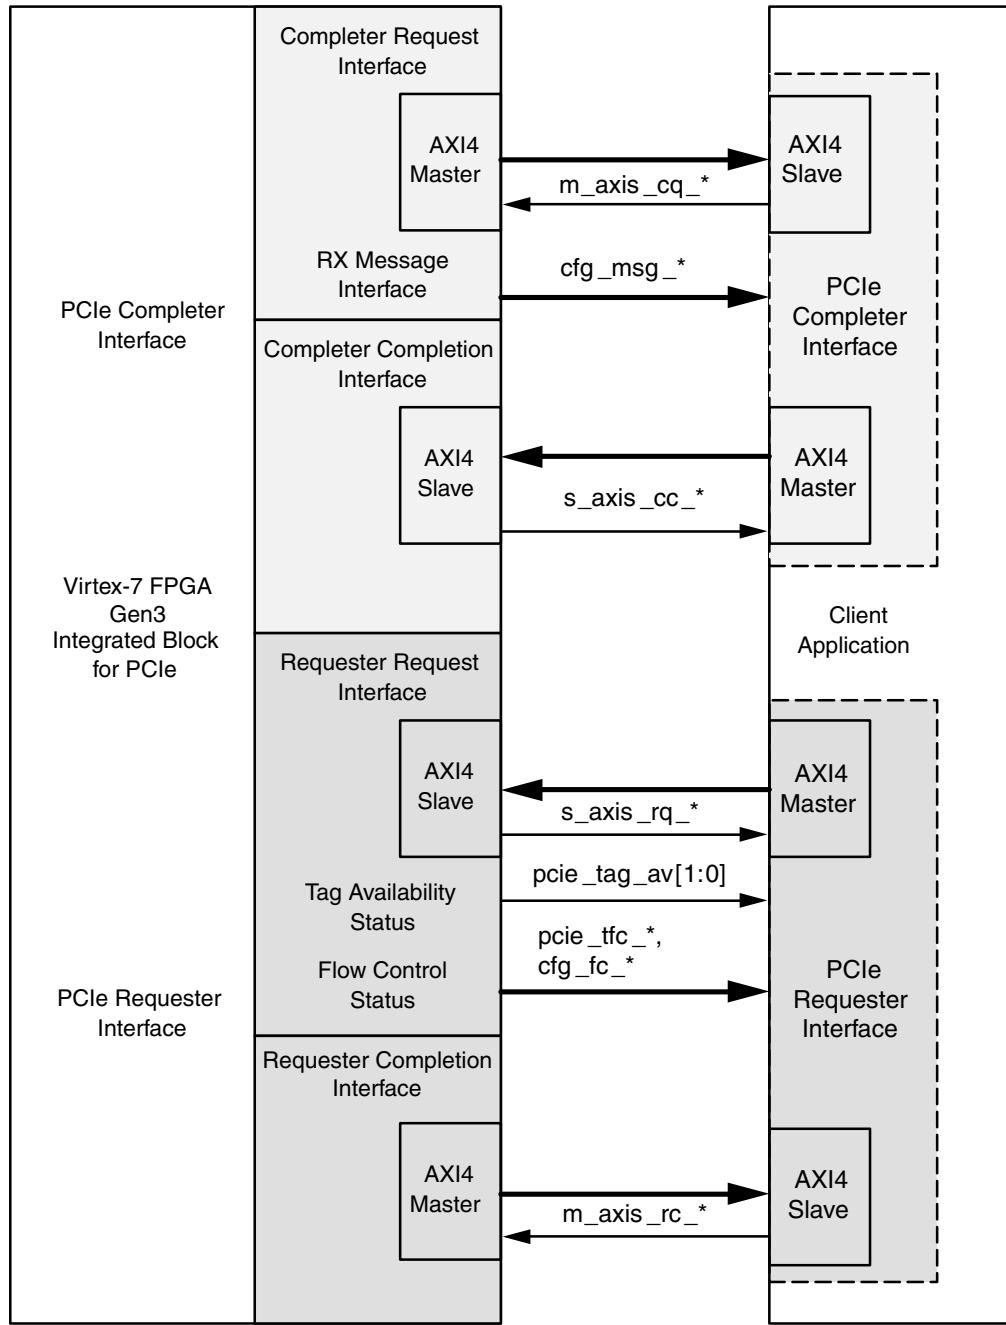 Completer Request
Interface
AXI4
Master
m_axis_cq_*
AXI4
Slave
RX Message
Interface
cfg_msg_*
PCIe Completer
Interface
PCIe
Completer
Interface
Completer Completion
Interface
AXI4
Slave
s_axis_cc_*
AXI4
Master
Virtex-7 FPGA
Gen3
Integrated Block
for PCIe
Client
Application
Requester Request
Interface
AXI4
Slave
s_axis_rq_*
AXI4
Master
Tag Availability
Status
pcie_tag_av[1:0]
Flow Control
Status
pcie_tfc_*,
cfg_fc_*
PCIe Requester
Interface
PCIe
Requester
Interface
Requester Completion
Interface
AXI4
Master
m_axis_rc_*
AXI4
Slave